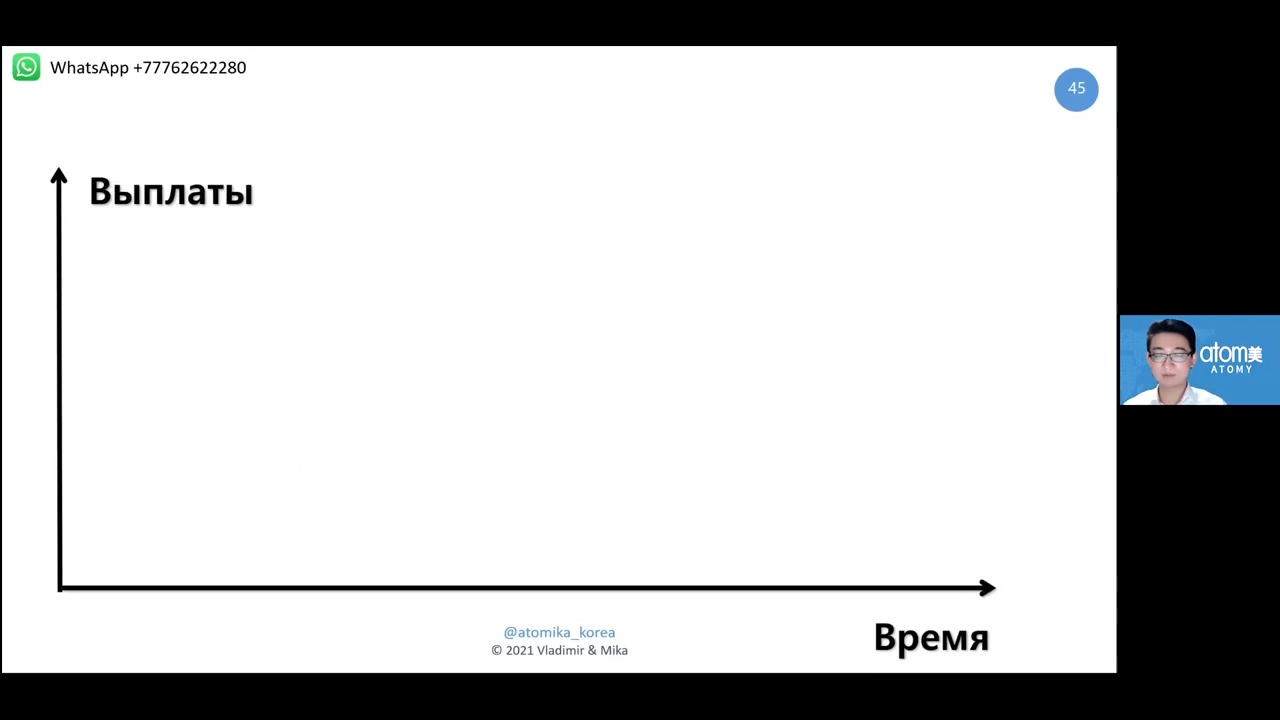 WhatsApp +77762622280
45
Выплаты
atom美
ATOMY
@atomika_korea
© 2021 Vladimir & Mika
Время